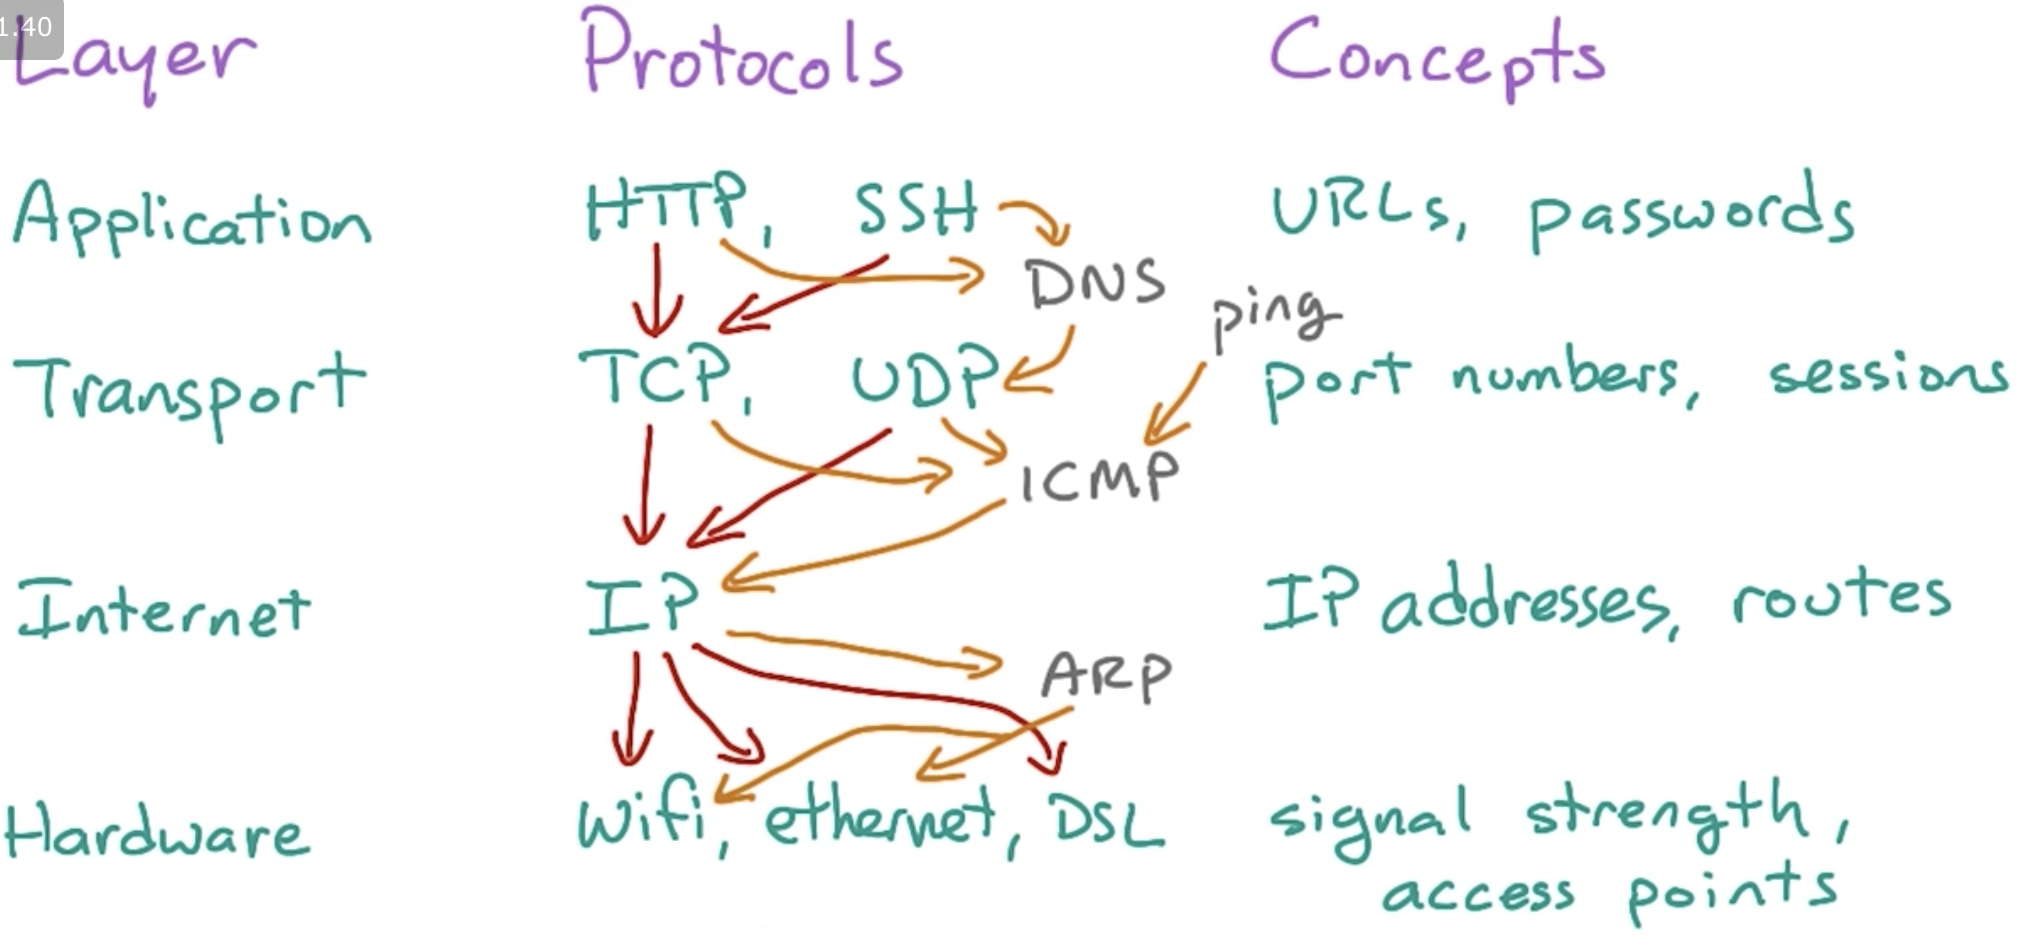 1.40
Layer Protocols Concepts
Application HTTP, SSH URLs, passwords
DNS
ping
Transport TCP, UDP port numbers, sessions
ICMP
Internet IP IP addresses, routes
ARP
Hardware Wifi, ethernet, DSL signal strength,
access points